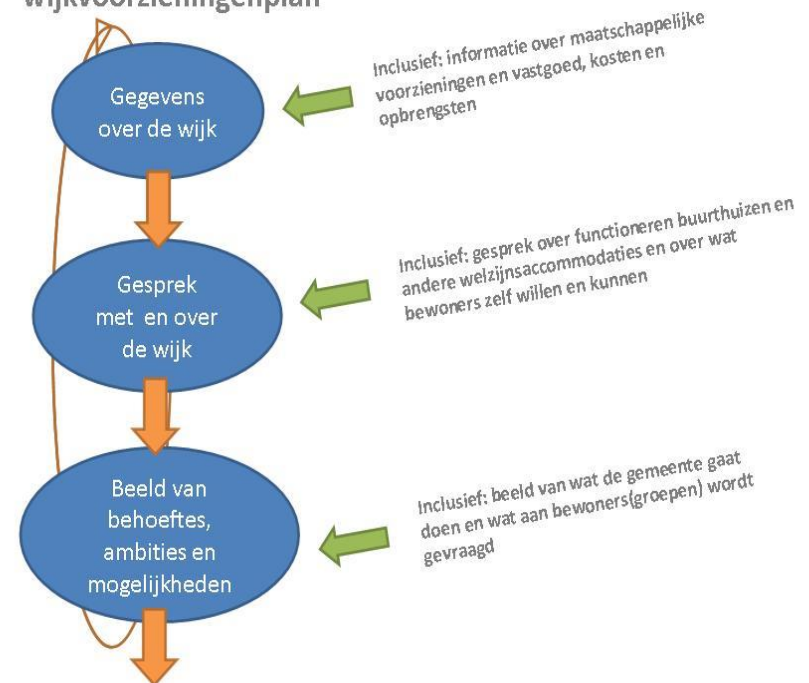 wijkvoorzieningenplan
Gegevens
over de wijk
Inclusief: informatie over maatschappelijke
voorzieningen en vastgoed, kosten en
opbrengsten
Gesprek
met en over
de wijk
Inclusief: gesprek over functioneren buurthuizen en
andere welzijnsaccommodaties en over wat
bewoners zelf willen en kunnen
Beeld van
behoeftes,
ambities en
mogelijkheden
Inclusief: beeld van wat de gemeente gaat
doen en wat aan bewoners(groepen) wordt
gevraagd